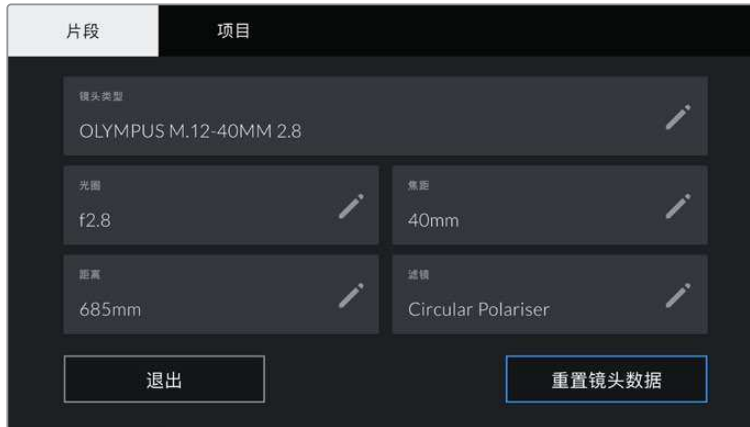 片段
项目
镜头类型
OLYMPUS M.12-40MM 2.8
光圈
f2.8
焦距
40mm
距离
685mm
滤镜
Circular Polariser
退出
重置镜头数据